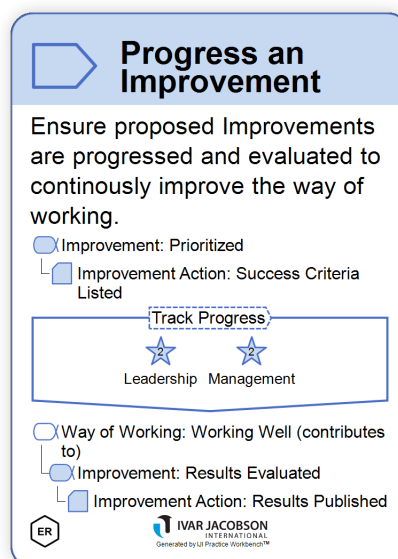 Progress an
Improvement
Ensure proposed Improvements
are progressed and evaluated to
continously improve the way of
working.
Improvement: Prioritized
Improvement Action: Success Criteria
Listed
Track Progress
2 2
Leadership Management
Way of Working: Working Well (contributes
to)
Improvement: Results Evaluated
Improvement Action: Results Published
ER
IVAR JACOBSON
INTERNATIONAL
Generated by IJI Practice Workbench™